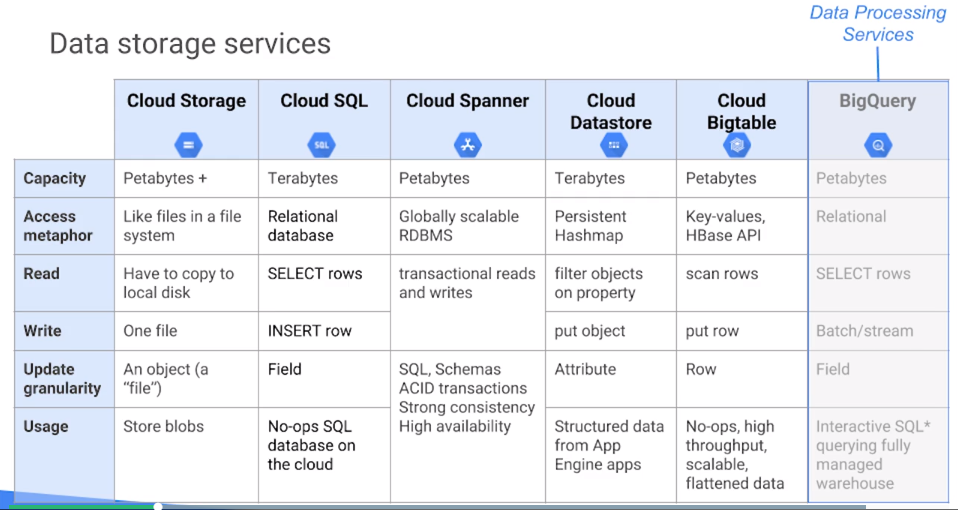 Data Processing
Services
Data storage services
Cloud Storage
Cloud SQL
Cloud Spanner
Cloud
Datastore
Cloud
Bigtable
BigQuery
SQL
Capacity
Petabytes +
Terabytes
Petabytes
Terabytes
Petabytes
Petabytes
Access
metaphor
Like files in a file
system
Relational
database
Globally scalable
RDBMS
Persistent
Hashmap
Key-values,
HBase API
Relational
Read
Have to copy to
local disk
SELECT rows
transactional reads
and writes
filter objects
on property
scan rows
SELECT rows
Write
One file
INSERT row
put object
put row
Batch/stream
Update
granularity
An object (a
“file”)
Field
SQL, Schemas
ACID transactions
Strong consistency
High availability
Attribute
Row
Field
Usage
Store blobs
No-ops SQL
database on
the cloud
Structured data
from App
Engine apps
No-ops, high
throughput,
scalable,
flattened data
Interactive SQL*
querying fully
managed
warehouse